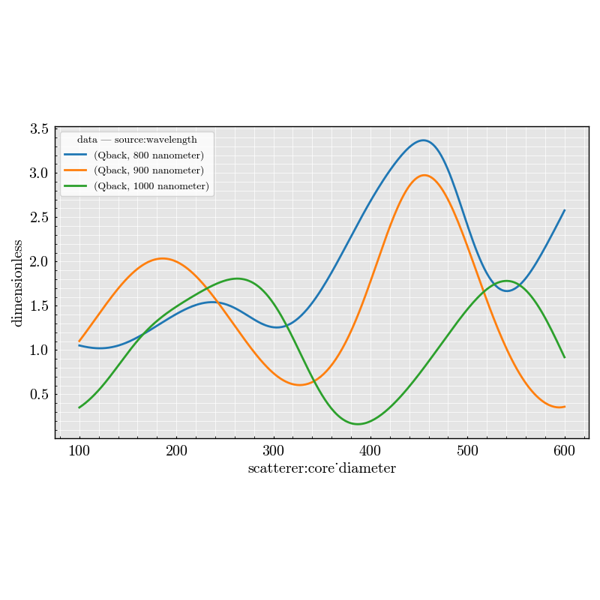 data — source:wavelength
(Qback, 800 nanometer)
(Qback, 900 nanometer)
(Qback, 1000 nanometer)
3.5
3.0
2.5
2.0
1.5
1.0
0.5
dimensionless
100 200 300 400 500 600
scatterer:core˙diameter